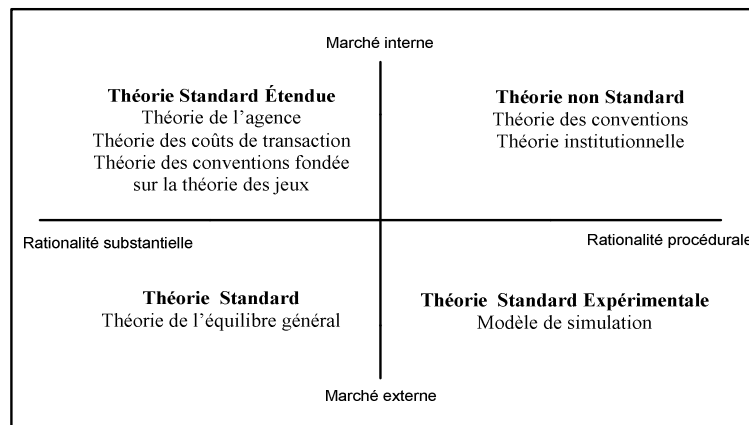 Marché interne
Théorie Standard Étendue
Théorie de l'agence
Théorie des coûts de transaction
Théorie des conventions fondée
sur la théorie des jeux
Théorie non Standard
Théorie des conventions
Théorie institutionnelle
Rationalité substantielle
Rationalité procédurale
Théorie Standard
Théorie de l'équilibre général
Théorie Standard Expérimentale
Modèle de simulation
Marché externe